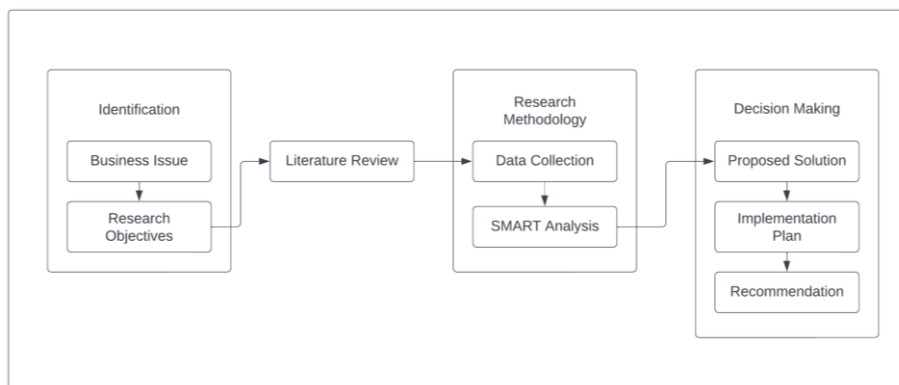 Identification
Business Issue
Research
Objectives
Literature Review
Research
Methodology
Data Collection
SMART Analysis
Decision Making
Proposed Solution
Implementation
Plan
Recommendation